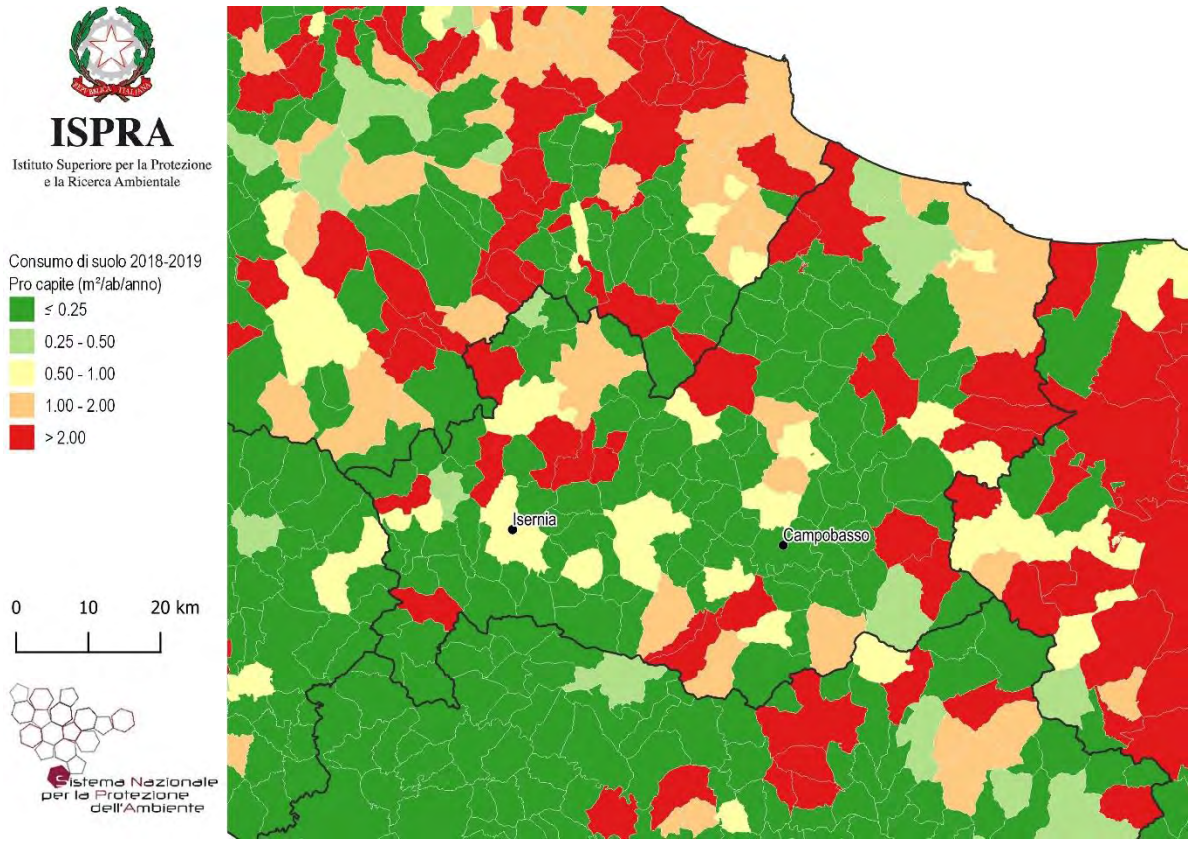 REPVBBLICA ITALIANA
ISPRA
Istituto Superiore per la Protezione
e la Ricerca Ambientale
Consumo di suolo 2018-2019
Pro capite (m²/ab/anno)
≤ 0.25
0.25 - 0.50
0.50 - 1.00
1.00 - 2.00
> 2.00
0 10 20 km
Sistema Nazionale
per la Protezione
dell'Ambiente
Isernia
Campobasso